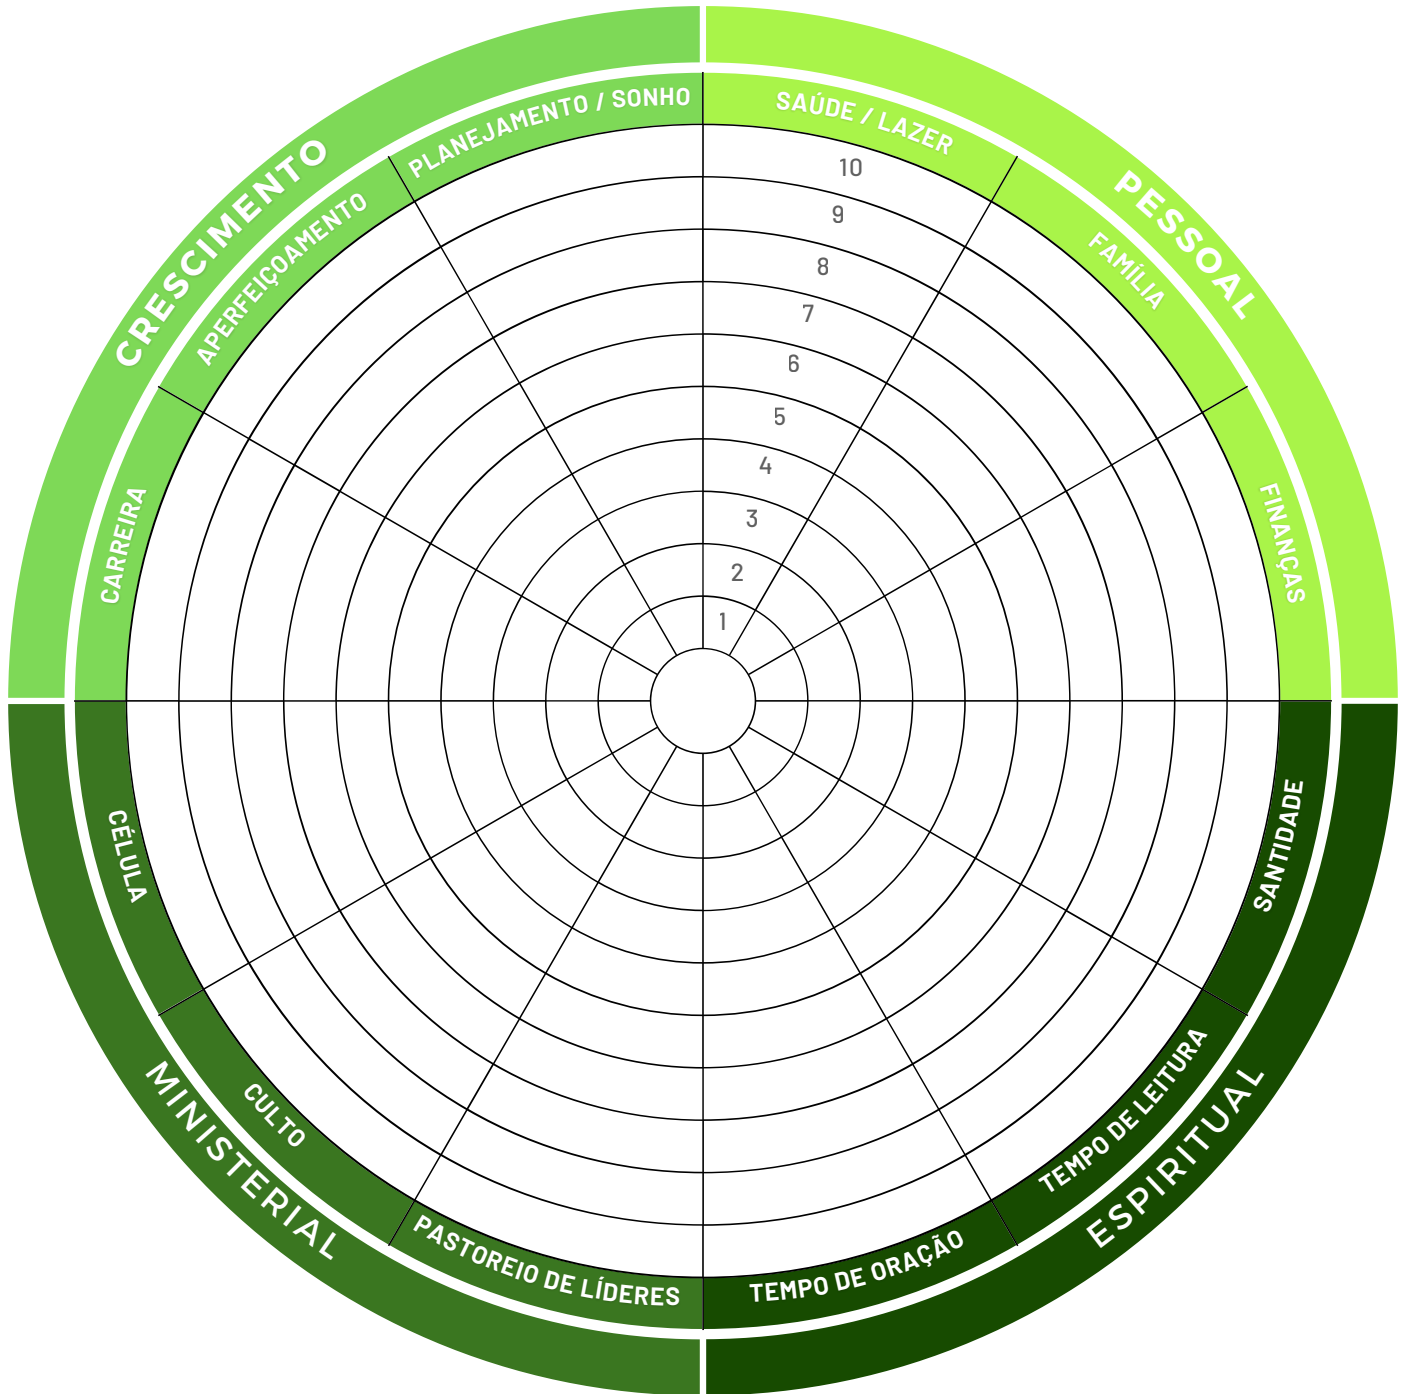 CRESCIMENTO
PESSOAL
PLANEJAMENTO / SONHO
SAÚDE / LAZER
APERFEIÇOAMENTO
FAMÍLIA
CARREIRA
FINANÇAS
10
9
8
7
6
5
4
3
2
1
CÉLULA
SANTIDADE
CULTO
TEMPO DE LEITURA
PASTOREIO DE LÍDERES
TEMPO DE ORAÇÃO
MINISTERIAL
ESPIRITUAL